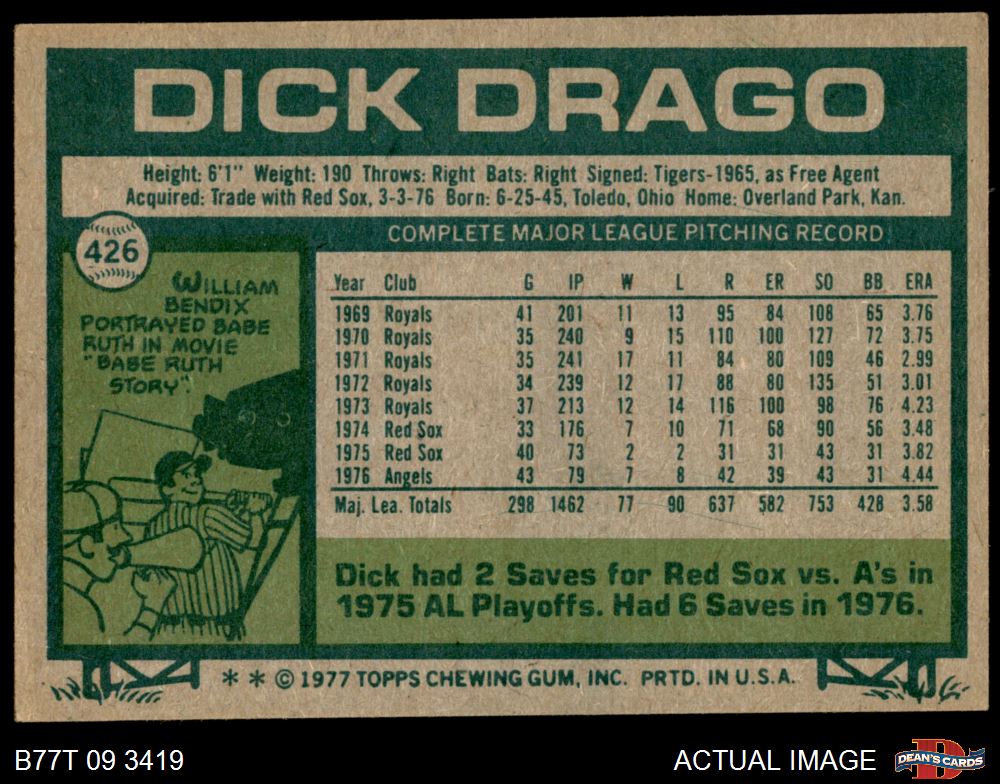 DICK DRAGO
Height: 6'1" Weight: 190 Throws: Right Bats: Right Signed: Tigers-1965, as Free Agent
Acquired: Trade with Red Sox, 3-3-76 Born: 6-25-45, Toledo, Ohio Home: Overland Park, Kan.
426
COMPLETE MAJOR LEAGUE PITCHING RECORD
WILLIAM
BENDIX
PORTRAYED BABE
RUTH IN MOVIE
"BABE RUTH
STORY".
Year Club G IP W L R ER SO BB ERA
1969 Royals 41 201 11 13 95 84 108 65 3.76
1970 Royals 35 240 9 15 110 100 127 72 3.75
1971 Royals 35 241 17 11 84 80 109 46 2.99
1972 Royals 34 239 12 17 88 80 135 51 3.01
1973 Royals 37 213 12 14 116 100 98 76 4.23
1974 Red Sox 33 176 7 10 71 68 90 56 3.48
1975 Red Sox 40 73 2 2 31 31 43 31 3.82
1976 Angels 43 79 7 8 42 39 43 31 4.44
Maj. Lea. Totals 298 1462 77 90 637 582 753 428 3.58
Dick had 2 Saves for Red Sox vs. A's in
1975 AL Playoffs. Had 6 Saves in 1976.
* * © 1977 TOPPS CHEWING GUM, INC. PRTD. IN U.S.A.
B77T 09 3419
ACTUAL IMAGE
DEAN'S CARDS